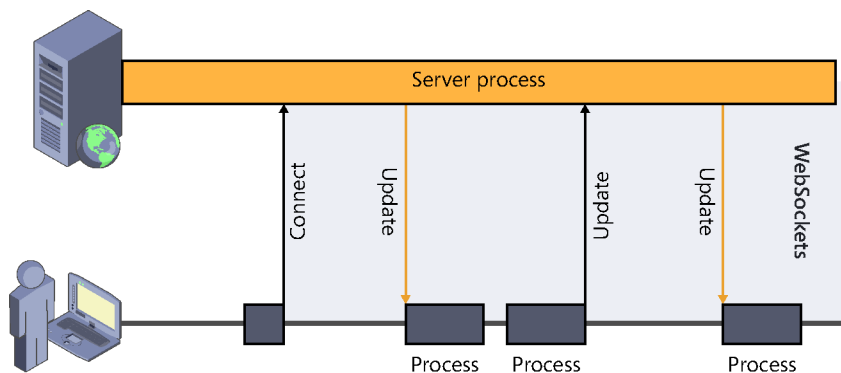 Server process
Connect
Update
Update
Update
WebSockets
Process
Process
Process